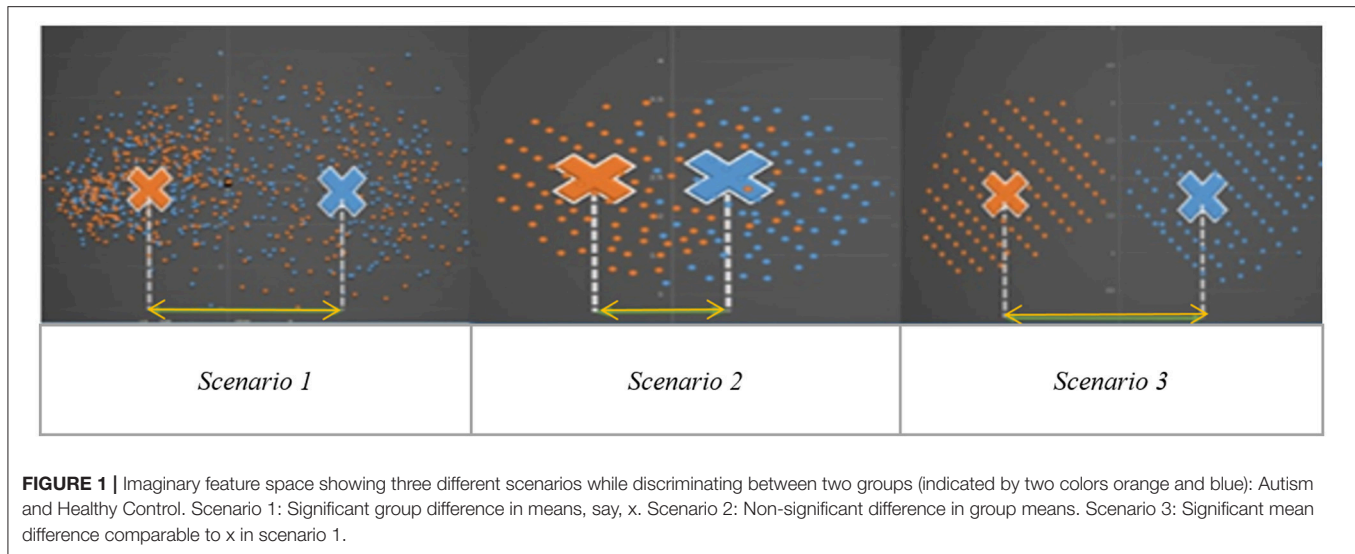 Scenario 1
Scenario 2
Scenario 3
FIGURE 1 | Imaginary feature space showing three different scenarios while discriminating between two groups (indicated by two colors orange and blue): Autism
and Healthy Control. Scenario 1: Significant group difference in means, say, x. Scenario 2: Non-significant difference in group means. Scenario 3: Significant mean
difference comparable to x in scenario 1.